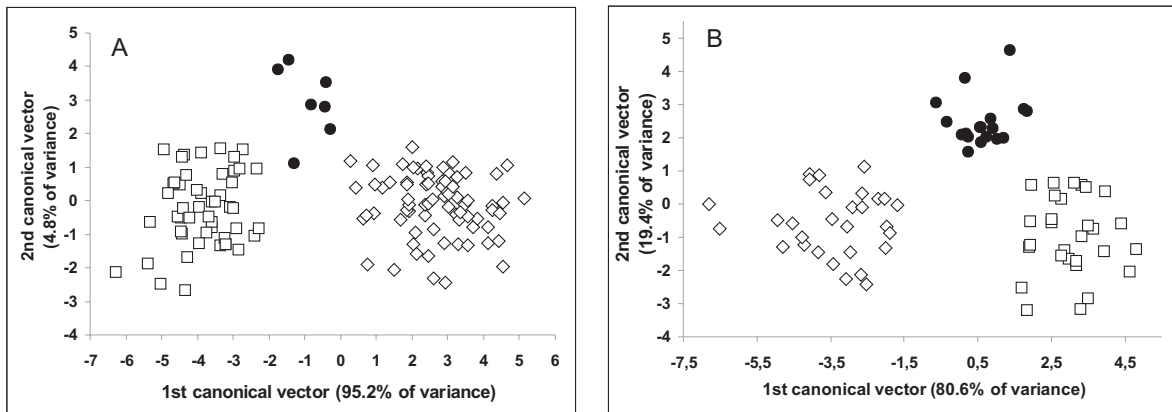 A
2nd canonical vector
(4.8% of variance)
5
4
3
2
1
0
-1
-2
-3
-4
-7 -6 -5 -4 -3 -2 -1 0 1 2 3 4 5 6
1st canonical vector (95.2% of variance)
B
2nd canonical vector
(19.4% of variance)
5
4
3
2
1
0
-1
-2
-3
-4
-7,5 -5,5 -3,5 -1,5 0,5 2,5 4,5
1st canonical vector (80.6% of variance)